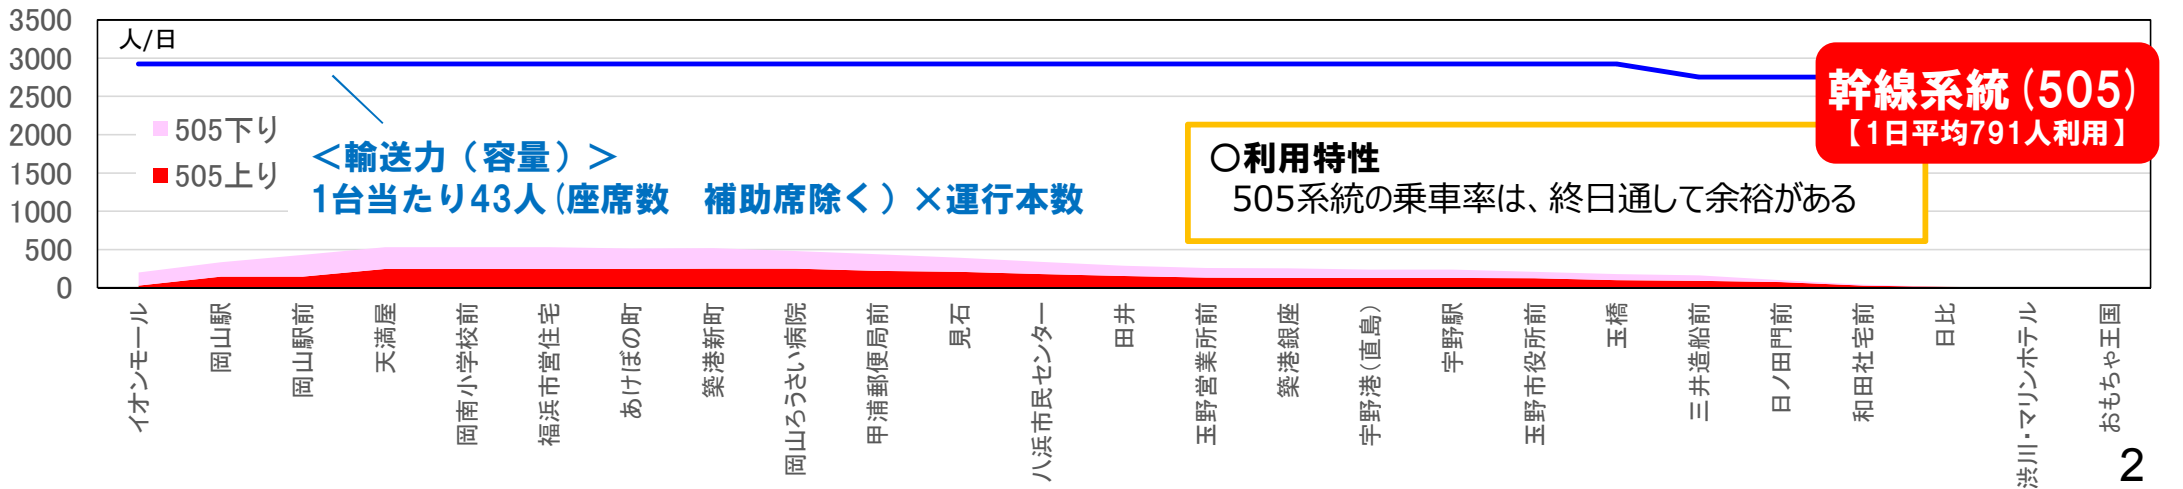 3500
3000
2500
2000
1500
1000
500
0
人/日
505下り
505上り
＜輸送力（容量）＞
1台当たり43人(座席数　補助席除く）×運行本数
幹線系統(505)
【1日平均791人利用】
○利用特性
505系統の乗車率は、終日通して余裕がある
イオンモール
岡山駅
岡山駅前
天満屋
岡南小学校前
福浜市営住宅
あけぼの町
築港新町
岡山ろうさい病院
甲浦郵便局前
見石
八浜市民センター
田井
玉野営業所前
築港銀座
宇野港(直島)
宇野駅
玉野市役所前
玉橋
三井造船前
日ノ田門前
和田社宅前
日比
渋川・マリンホテル
おもちゃ王国
2